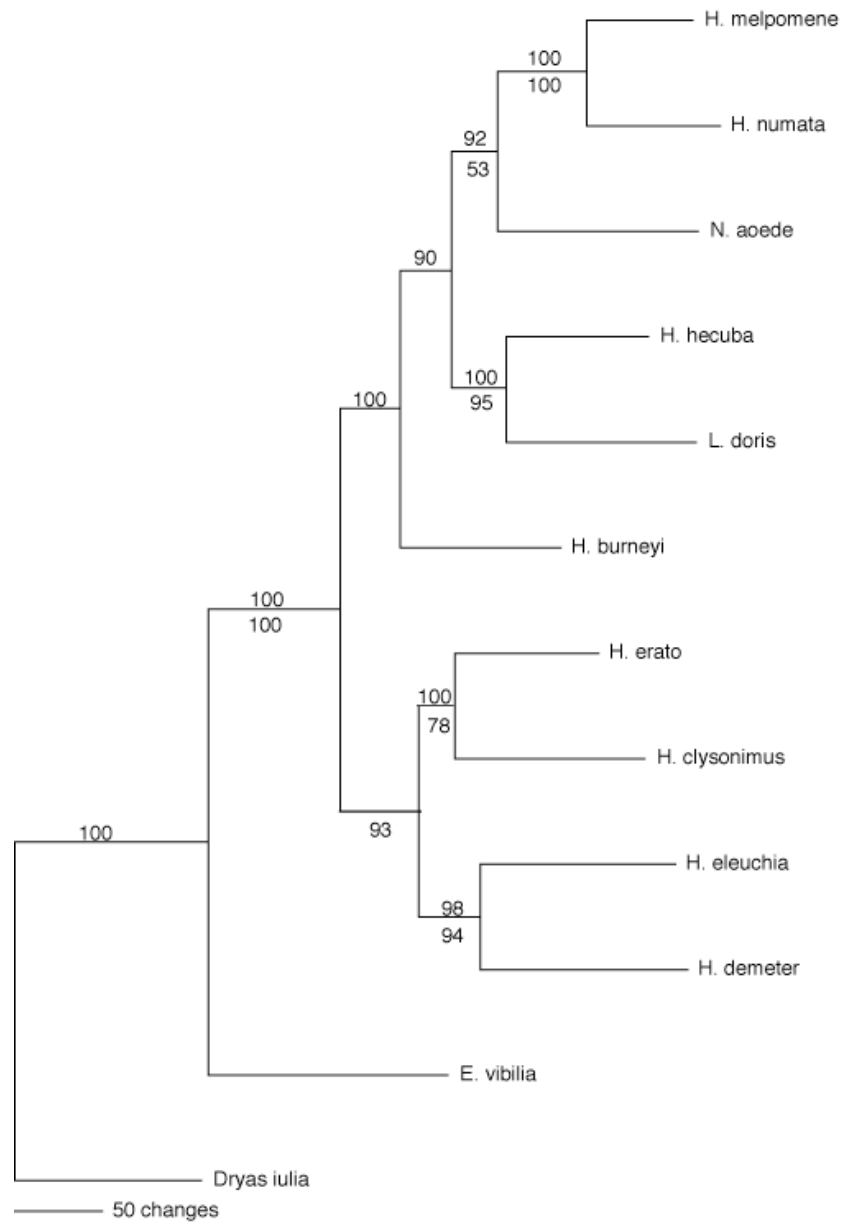 H. melpomene
100
100
H. numata
92
53
N. aoede
90
H. hecuba
100
95
L. doris
100
H. burneyi
100
100
H. erato
100
78
H. clysonimus
93
100
H. eleuchia
98
94
H. demeter
E. vibilia
Dryas iulia
50 changes